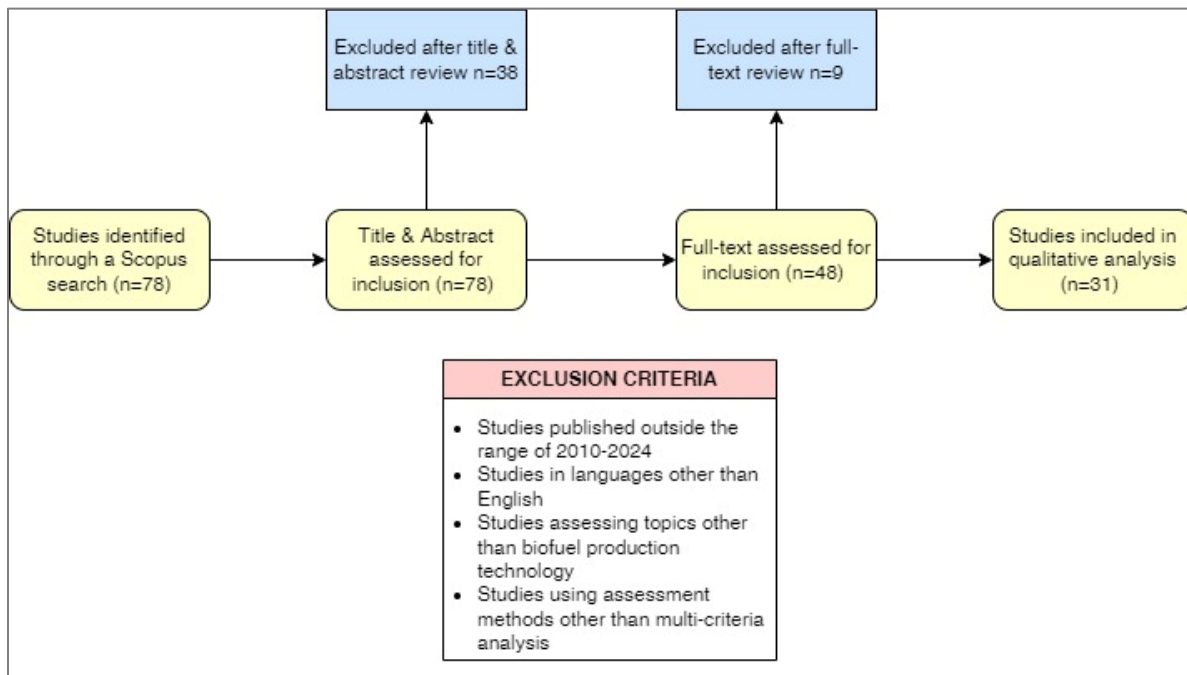 Excluded after title &
abstract review n=38
Excluded after full-
text review n=9
Studies identified
through a Scopus
search (n=78)
Title & Abstract
assessed for
inclusion (n=78)
Full-text assessed for
inclusion (n=48)
Studies included in
qualitative analysis
(n=31)
EXCLUSION CRITERIA
• Studies published outside the
range of 2010-2024
• Studies in languages other than
English
• Studies assessing topics other
than biofuel production
technology
• Studies using assessment
methods other than multi-criteria
analysis